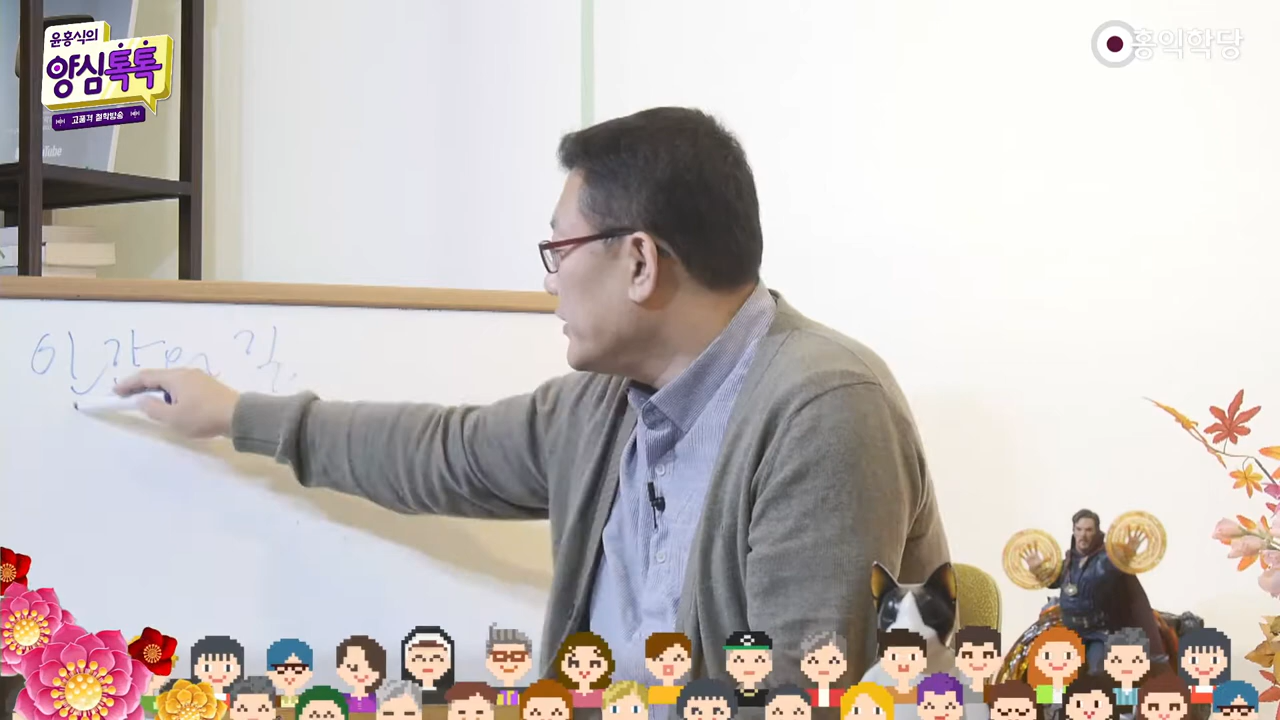 윤홍식의
양심톡톡
고품격 철학방송
홍익학당
Tube
인간의 길